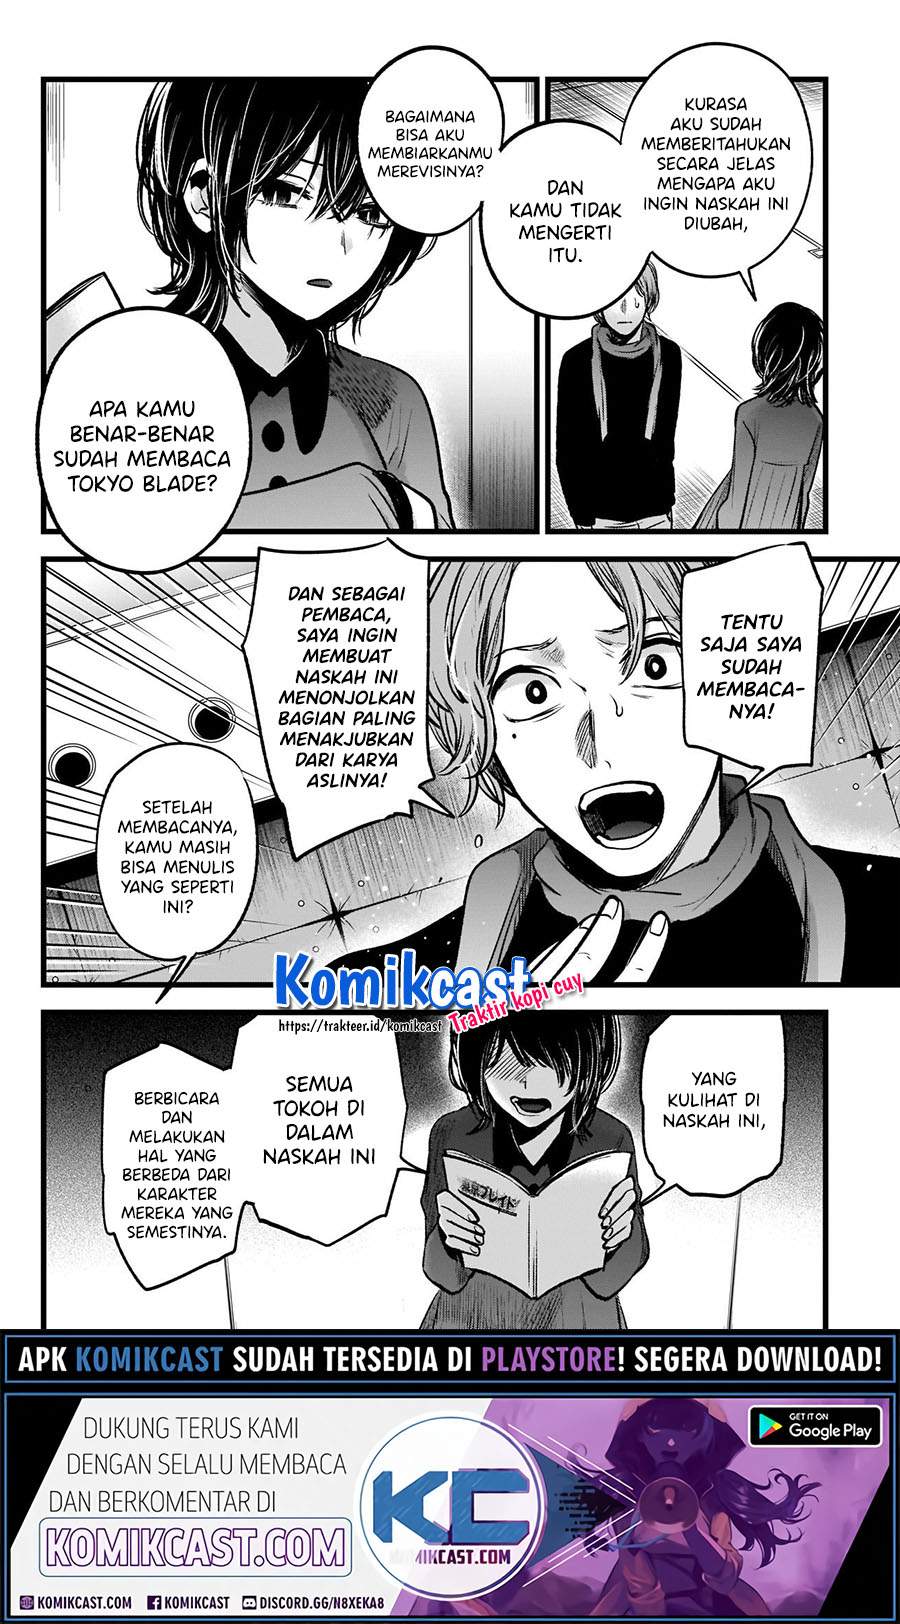 KURASA
AKU SUDAH
MEMBERITAHUKAN
SECARA JELAS
MENGAPA AKU
INGIN NASKAH INI
DIUBAH,
DAN
KAMU TIDAK
MENGERTI
ITU.
BAGAIMANA
BISA AKU
MEMBIARKANMU
MEREVISINYA?
APA KAMU
BENAR-BENAR
SUDAH MEMBACA
TOKYO BLADE?
TENTU
SAJA SAYA
SUDAH
MEMBACA-
NYA!
DAN SEBAGAI
PEMBACA,
SAYA INGIN
MEMBUAT
NASKAH INI
MENONJOLKAN
BAGIAN PALING
MENAKJUBKAN
DARI KARYA
ASLINYA!
SETELAH
MEMBACANYA,
KAMU MASIH
BISA MENULIS
YANG SEPERTI
INI?
Komikcast
Traktir kopi cuy
https://trakteer.id/komikcast
YANG
KULIHAT DI
NASKAH INI,
SEMUA
TOKOH DI
DALAM
NASKAH INI
BERBICARA
DAN
MELAKUKAN
HAL YANG
BERBEDA DARI
KARAKTER
MEREKA YANG
SEMESTINYA.
東京ブレイド
APK KOMIKCAST SUDAH TERSEDIA DI PLAYSTORE! SEGERA DOWNLOAD!
DUKUNG TERUS KAMI
DENGAN SELALU MEMBACA
DAN BERKOMENTAR DI
KOMIKCAST.COM
KOMIKCAST.COM
KOMIKCAST
DISCORD.GG/N8XEKA8
KC
KOMIKCAST.COM
GET IT ON
Google Play